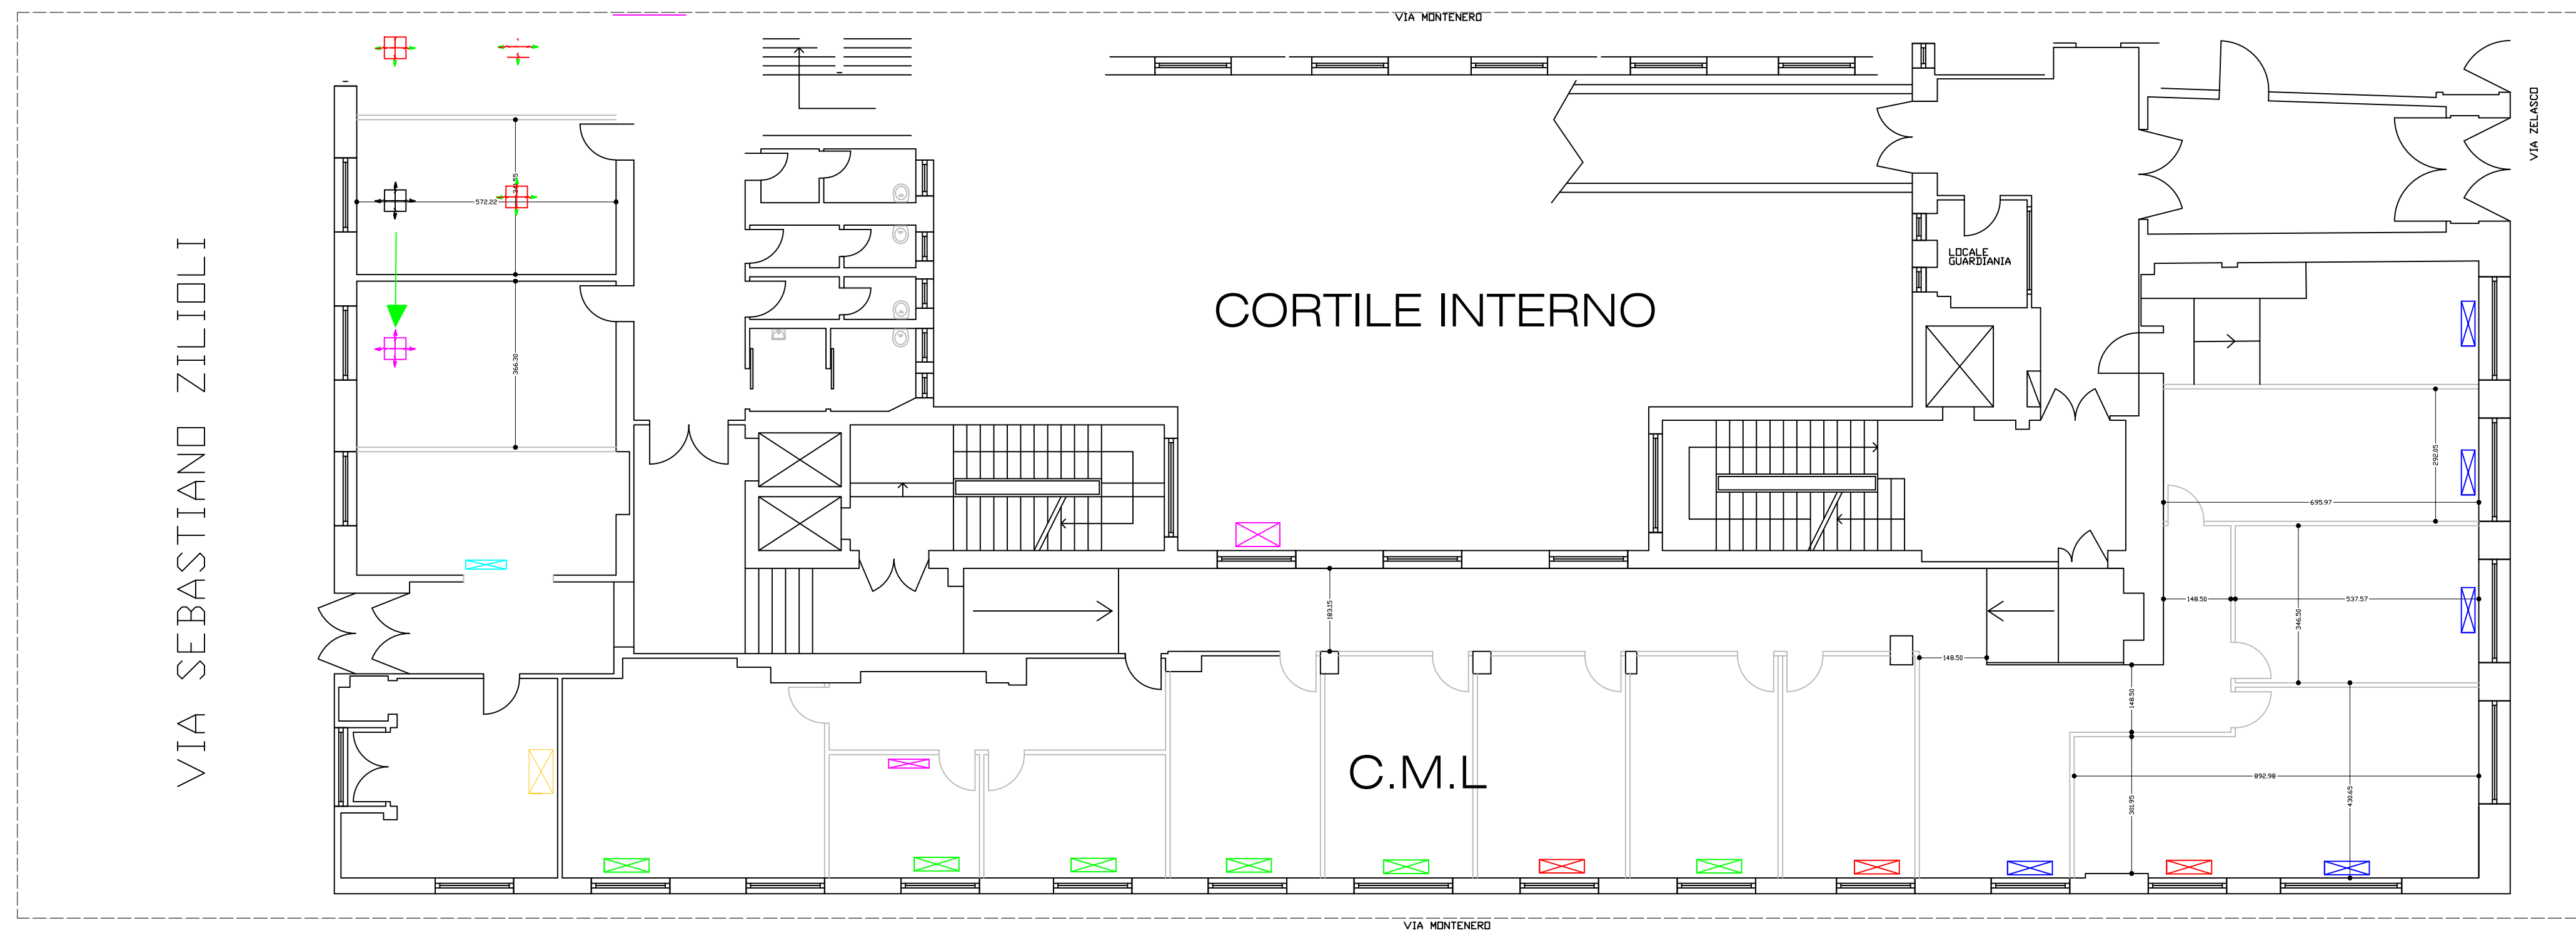 VIA MONTENERO
VIA ZELASCO
572.22
LOCALE
GUARDIANIA
CORTILE INTERNO
VIA SEBASTIANO ZILIOLI
366.30
292.05
695.97
148.50
537.57
346.50
183.15
148.50
148.50
C.M.L
892.98
430.65
301.95
VIA MONTENERO